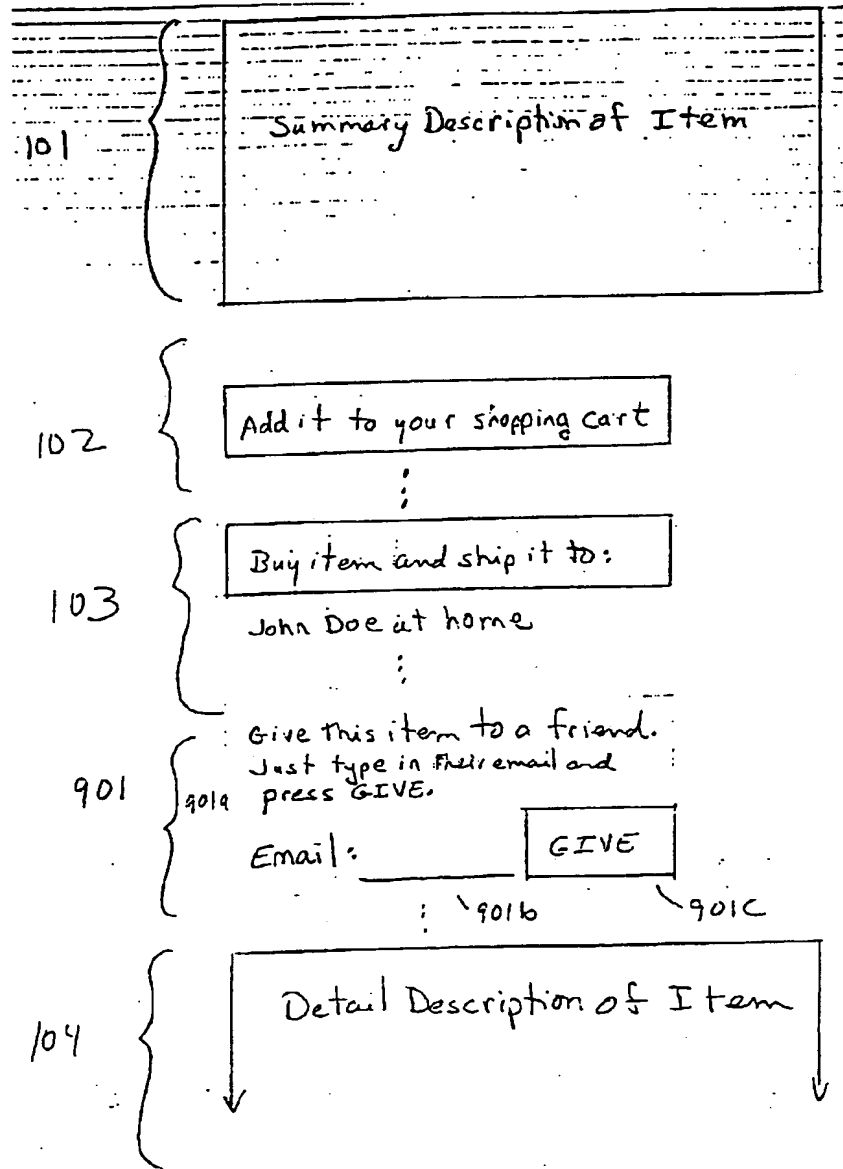 101
Summary Description of Item
102
Add it to your shopping cart
103
Buy item and ship it to:
John Doe at home
901
901a
Give this item to a friend.
Just type in their email and
press GIVE.
Email:
GIVE
901b
901c
104
Detail Description of Item